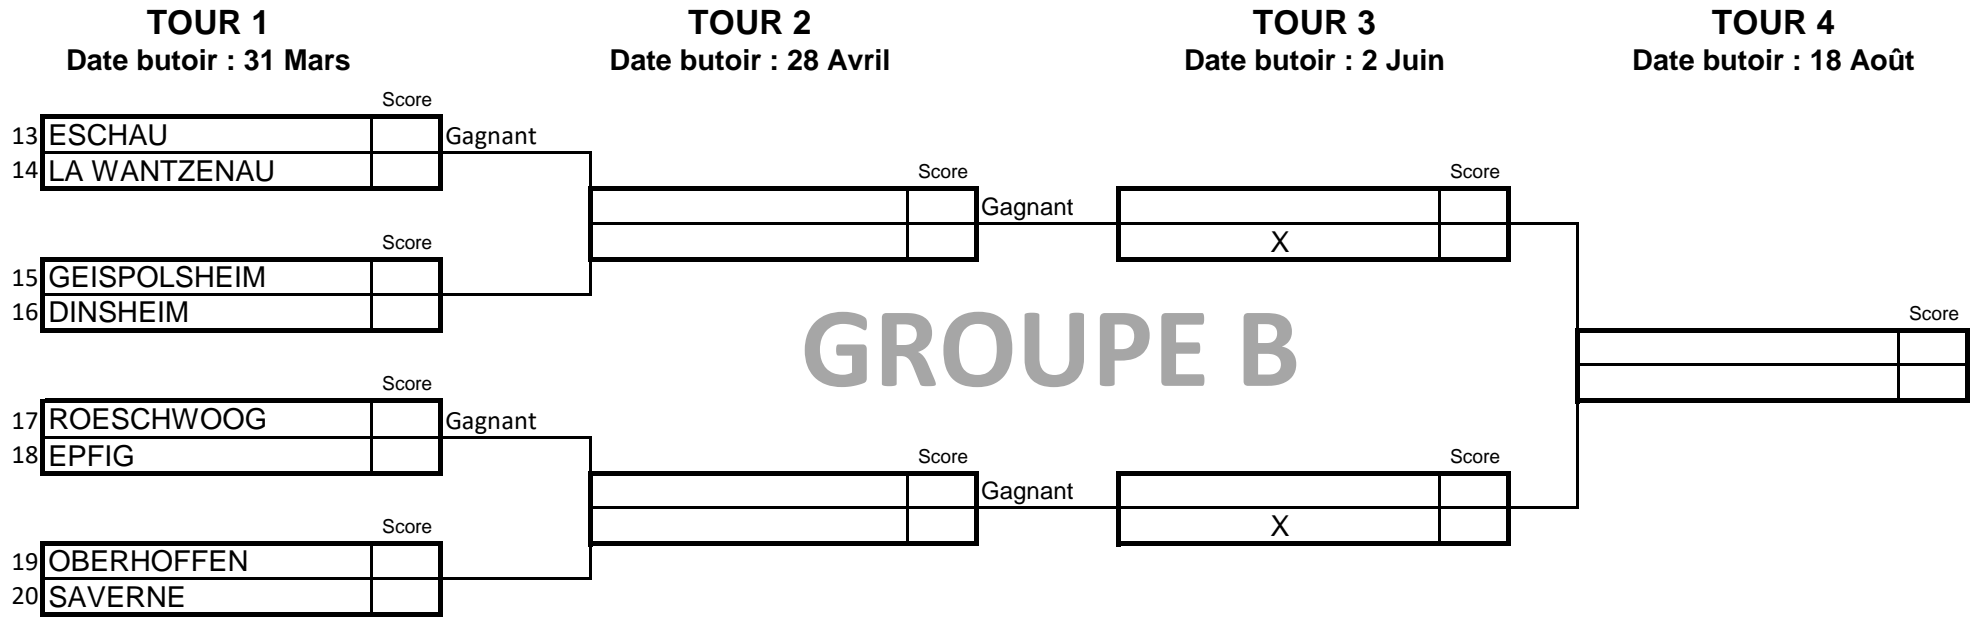 TOUR 1
Date butoir : 31 Mars
TOUR 2
Date butoir : 28 Avril
TOUR 3
Date butoir : 2 Juin
TOUR 4
Date butoir : 18 Août
Score
13 ESCHAU
Gagnant
14 LA WANTZENAU
Score
Score
Gagnant
X
Score
15 GEISPOLSHEIM
16 DINSHEIM
GROUPE B
Score
Score
17 ROESCHWOOG
Gagnant
18 EPFIG
Score
Score
Gagnant
X
Score
19 OBERHOFFEN
20 SAVERNE